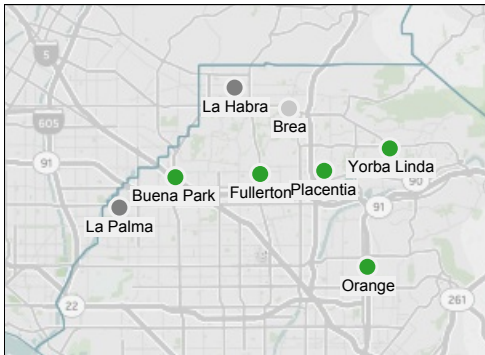 5
La Habra
605
Brea
91
Yorba Linda
Buena Park
Fullerton
Placentia
90
La Palma
91
Orange
22
261